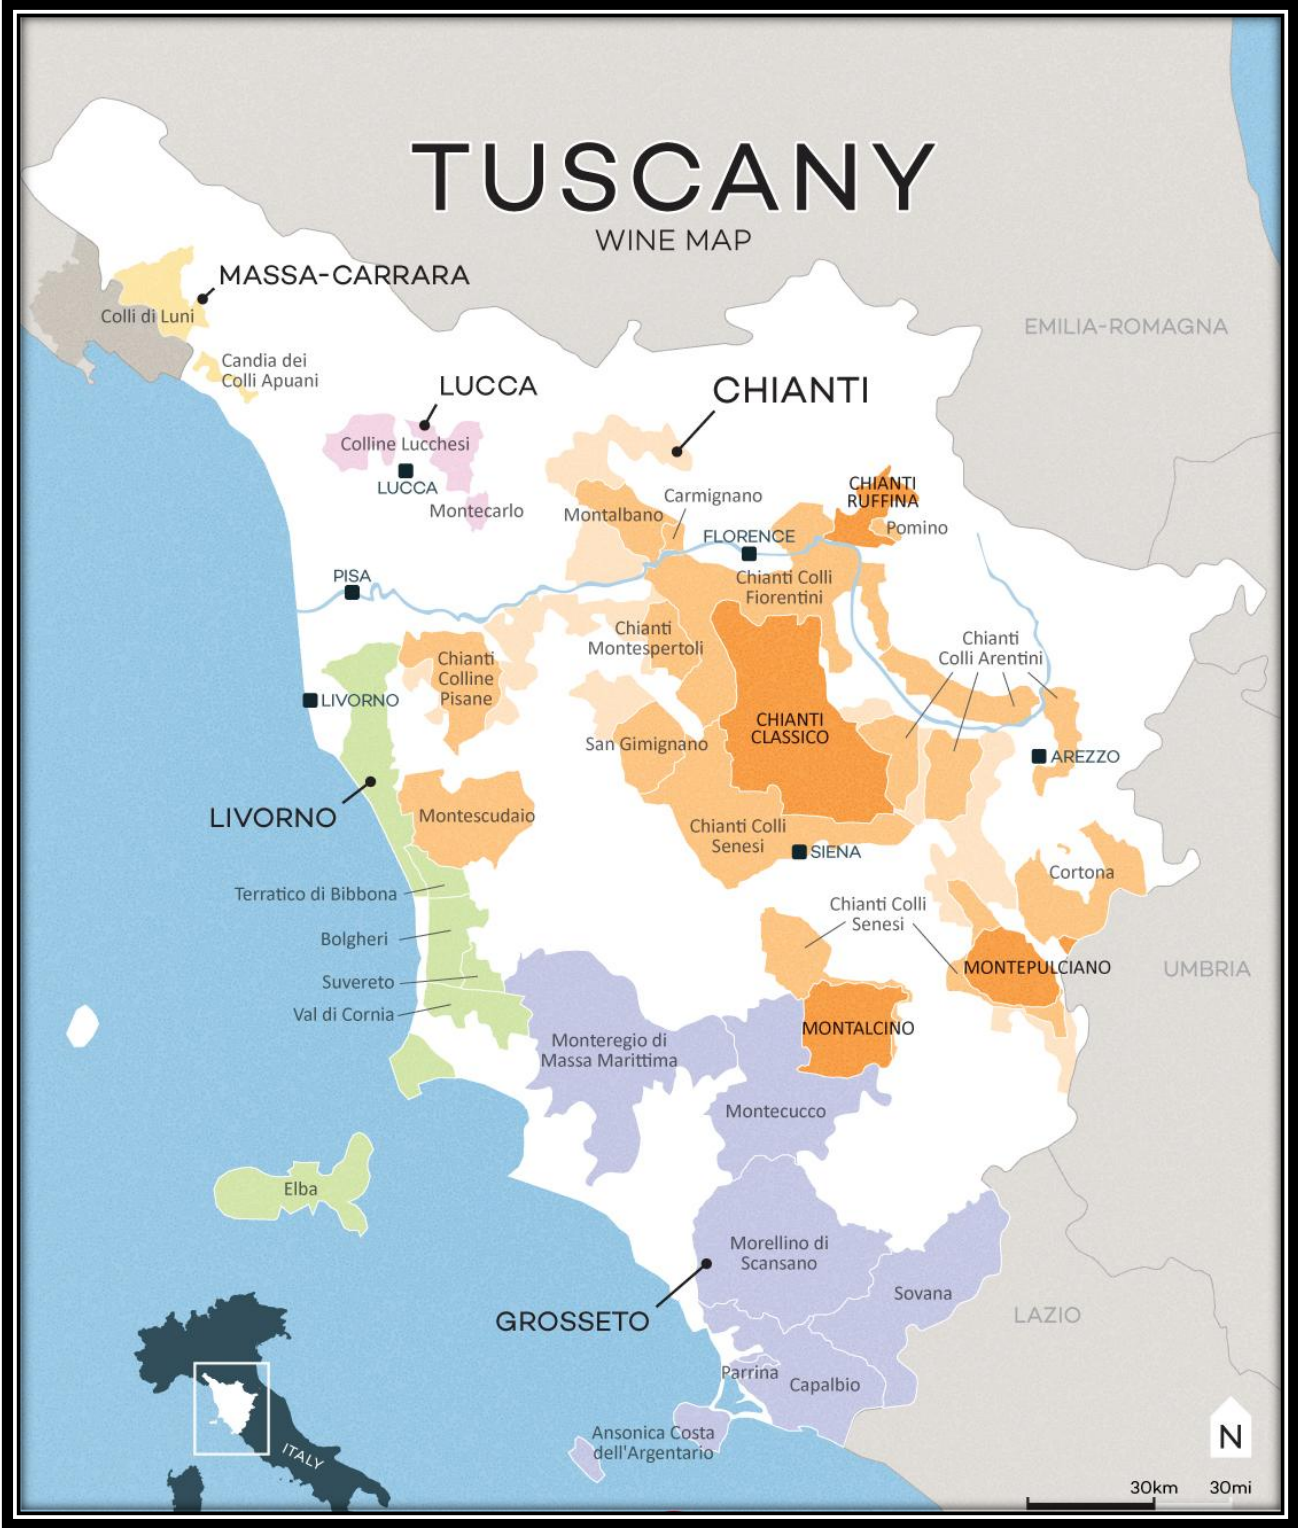 TUSCANY
WINE MAP
MASSA-CARRARA
Colli di Luni
EMILIA-ROMAGNA
Candia dei
Colli Apuani
LUCCA
CHIANTI
Colline Lucchesi
LUCCA
Montecarlo
CHIANTI
RUFFINA
Carmignano
Montalbano
Pomino
FLORENCE
PISA
Chianti Colli
Fiorentini
Chianti
Montespertoli
Chianti
Colli Arentini
Chianti
Colline
Pisane
LIVORNO
CHIANTI
CLASSICO
San Gimignano
AREZZO
LIVORNO
Montescudaio
Chianti Colli
Senesi
SIENA
Cortona
Terratico di Bibbona
Chianti Colli
Senesi
Bolgheri
MONTEPULCIANO
UMBRIA
Suvereto
Val di Cornia
MONTALCINO
Monteregio di
Massa Marittima
Montecucco
Elba
Morellino di
Scansano
Sovana
GROSSETO
LAZIO
Parrina
Capalbio
Ansonica Costa
dell'Argentario
ITALY
N
30km 30mi